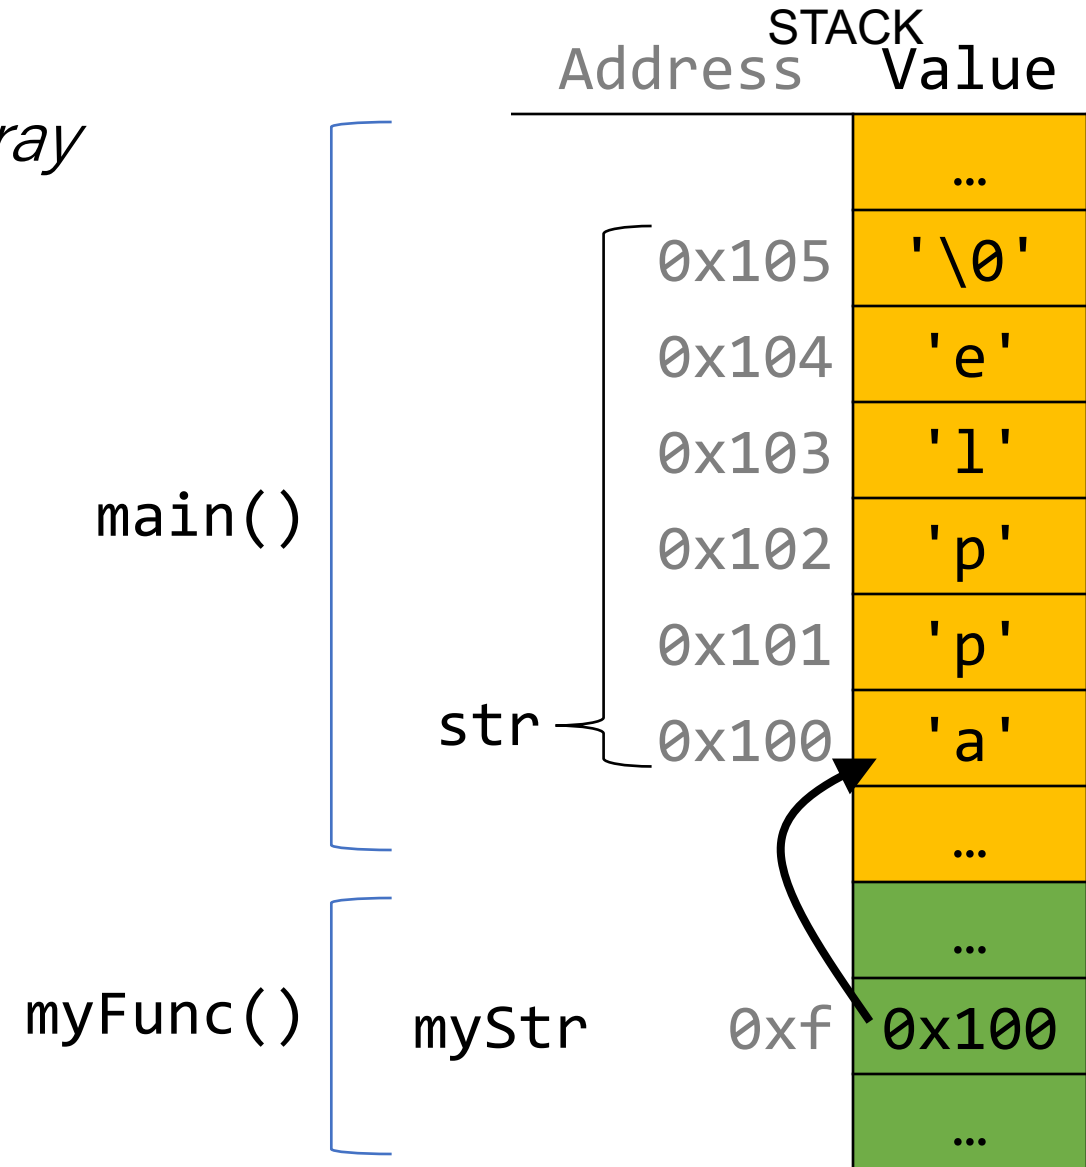 STACK
Address Value
ray
…
0x105 '\0'
0x104 'e'
0x103 'l'
main() 0x102 'p'
0x101 'p'
str 0x100 'a'
…
…
myFunc() myStr 0xf 0x100
…